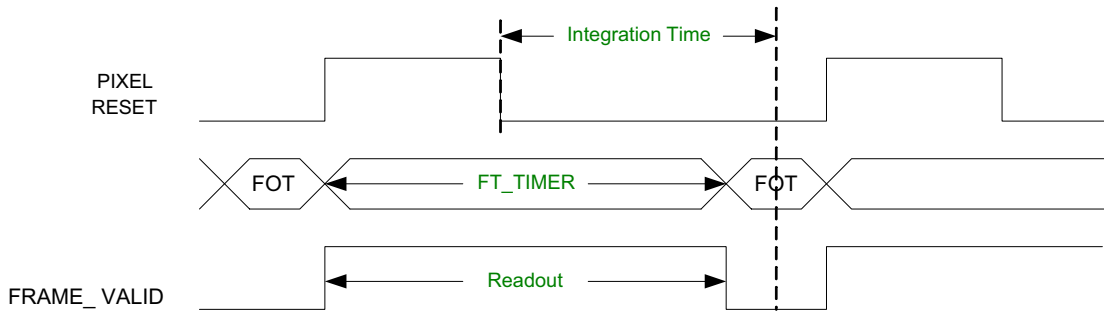 Integration Time
PIXEL
RESET
FOT
FT_TIMER
FOT
Readout
FRAME_ VALID